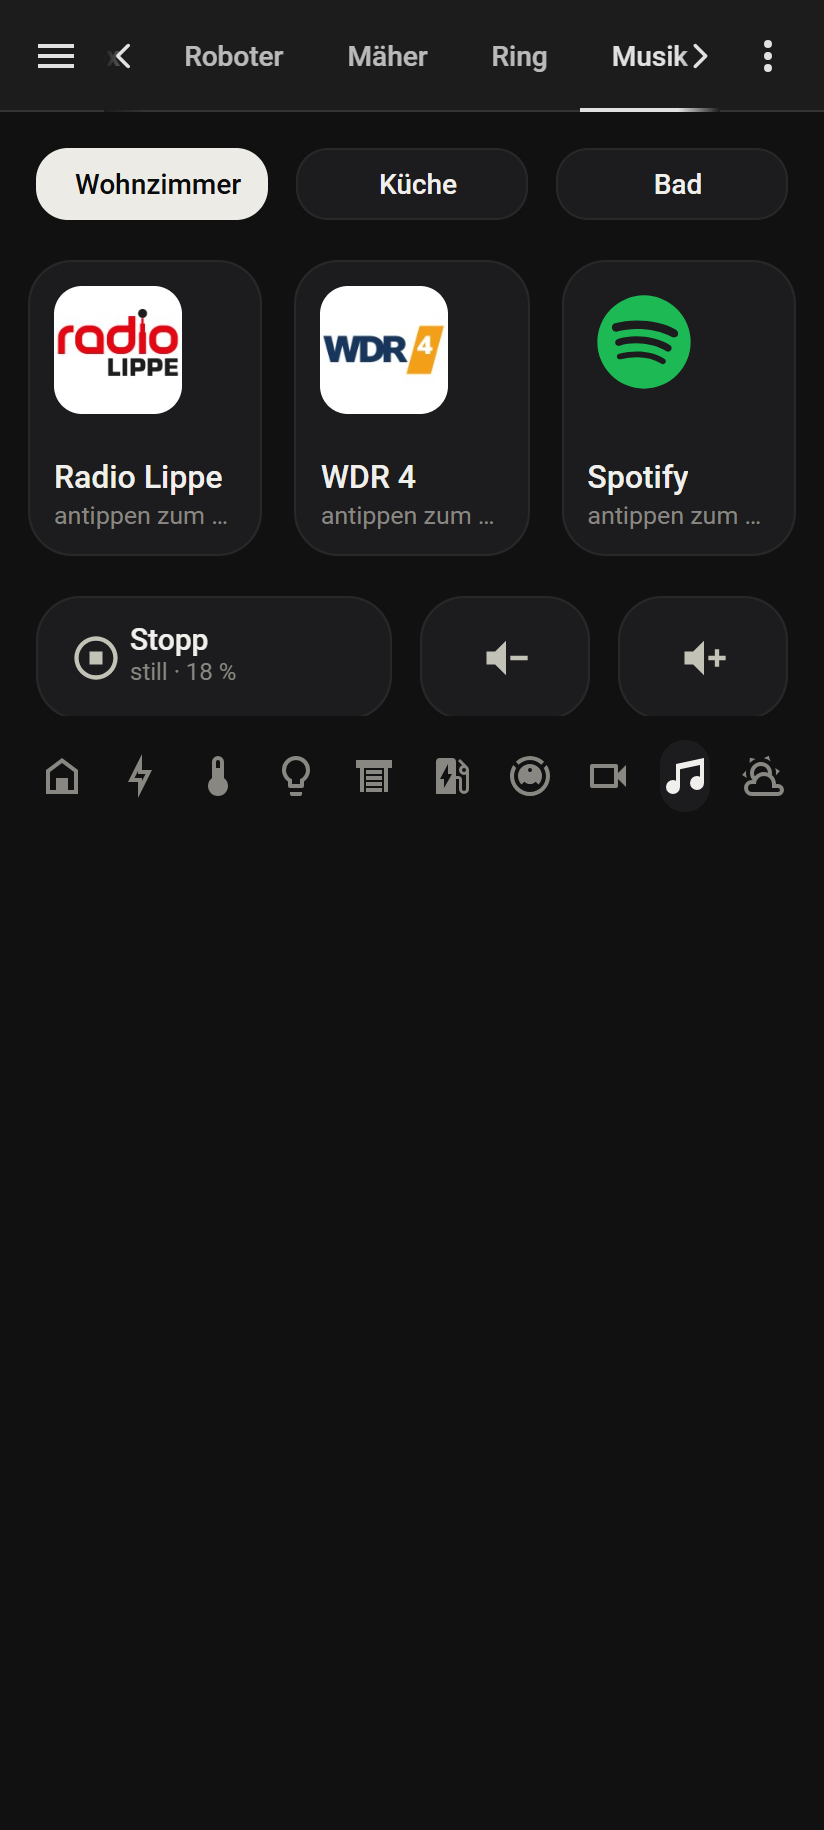 Roboter Mäher Ring Musik
Wohnzimmer Küche Bad
radio LIPPE
WDR 4
Radio Lippe WDR 4 Spotify
antippen zum ... antippen zum ... antippen zum ...
Stopp
still · 18 %